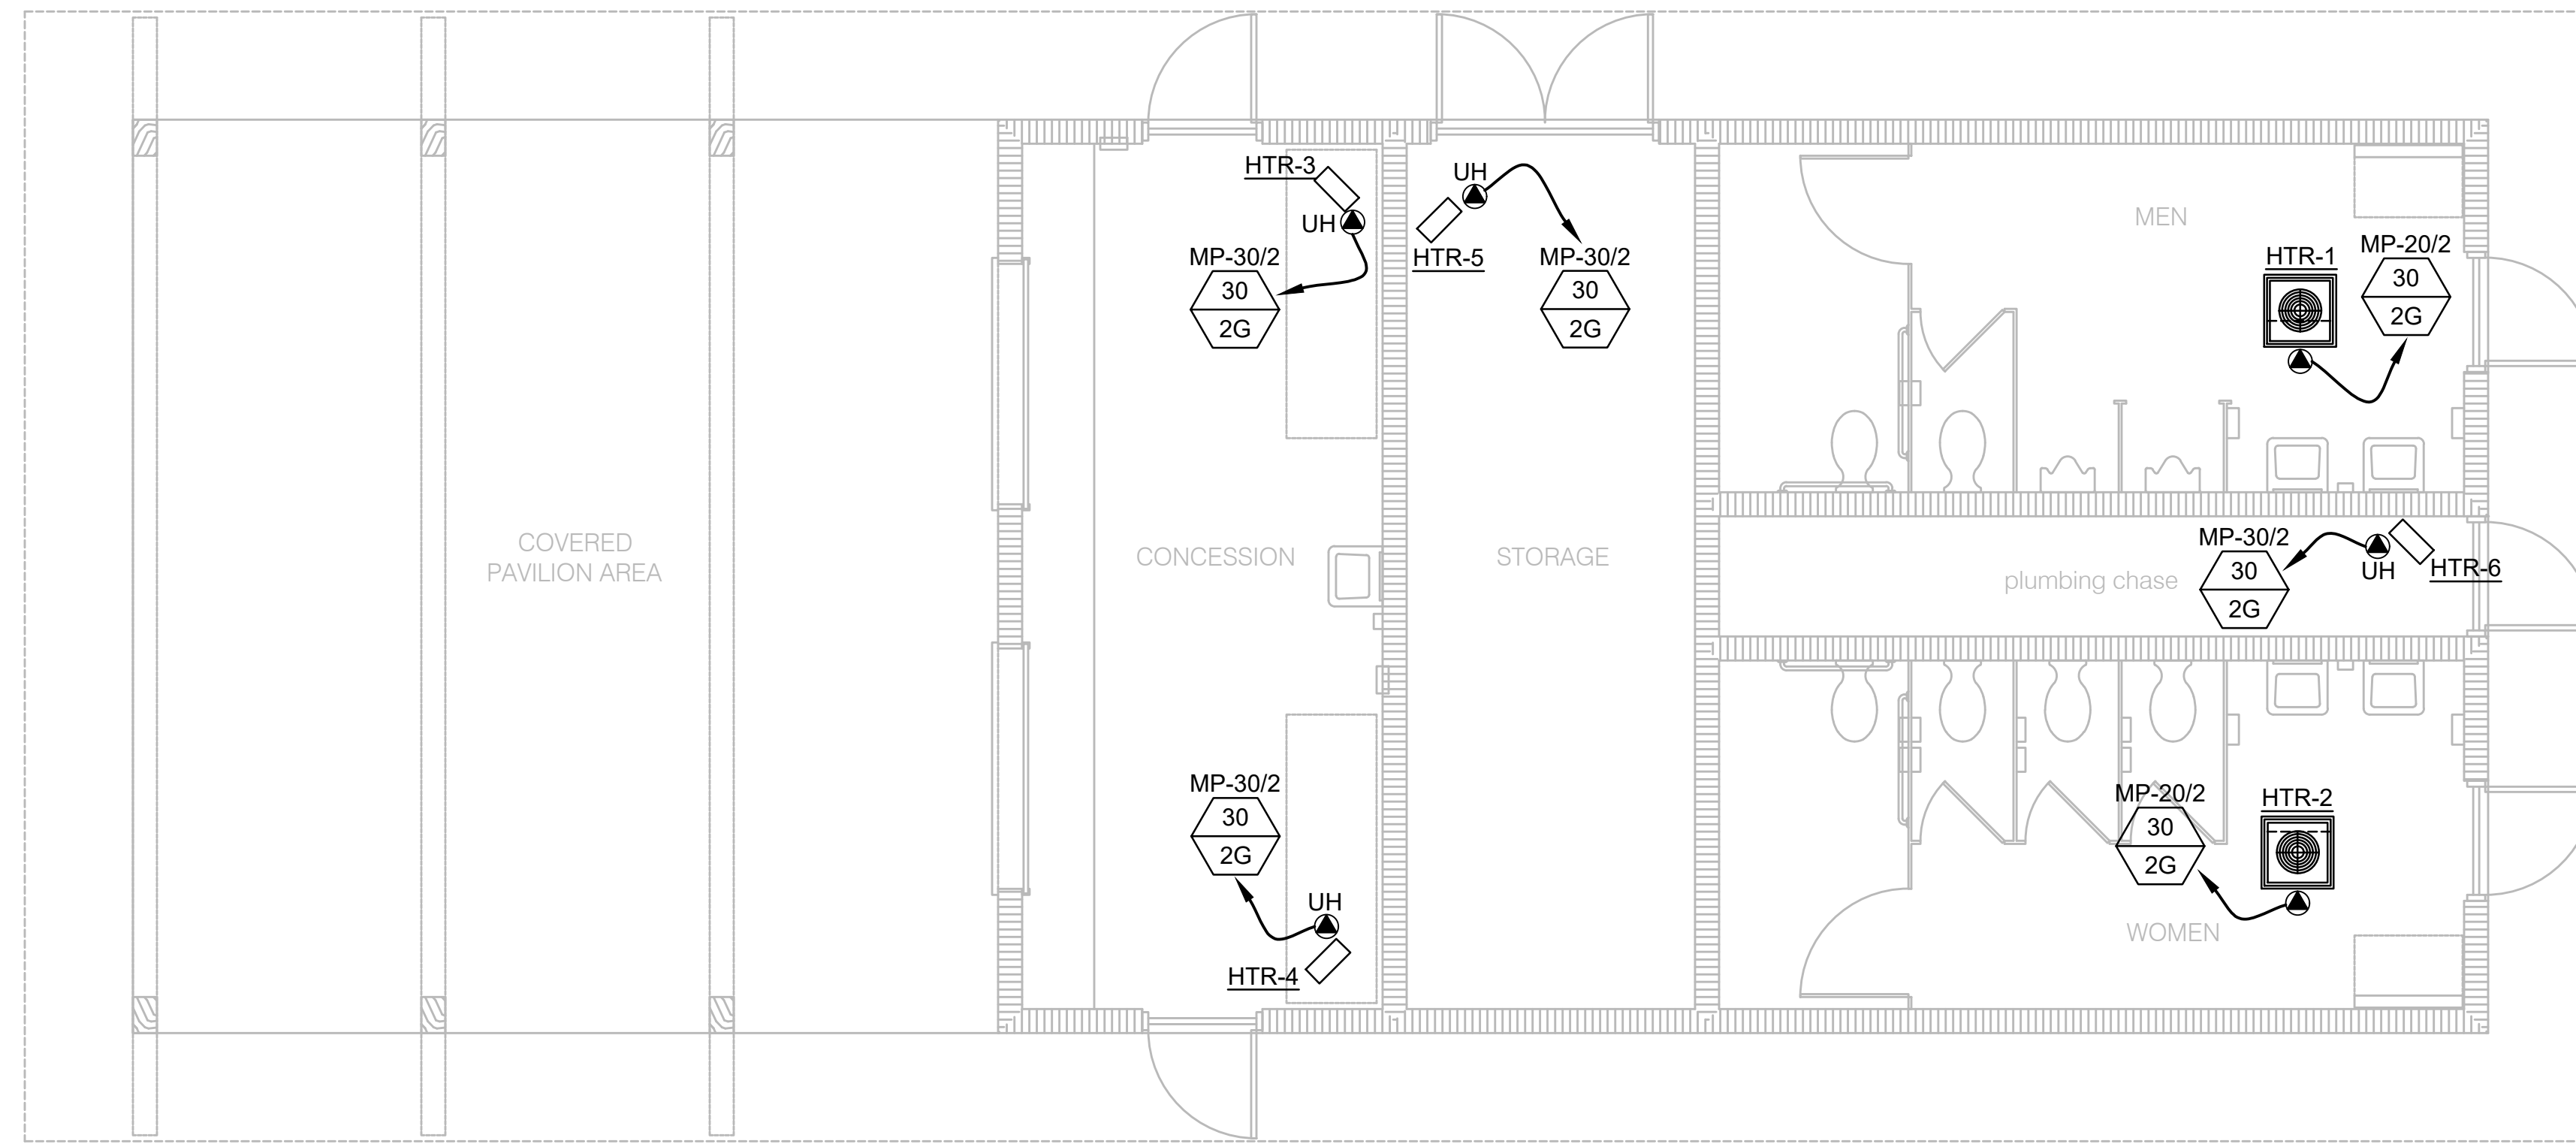 COVERED
PAVILION AREA
HTR-3
UH
MP-30/2
30
2G
CONCESSION
MP-30/2
30
2G
UH
HTR-4
UH
HTR-5
MP-30/2
30
2G
STORAGE
MEN
HTR-1
MP-20/2
30
2G
MP-30/2
30
2G
UH
HTR-6
plumbing chase
MP-20/2
30
2G
HTR-2
WOMEN